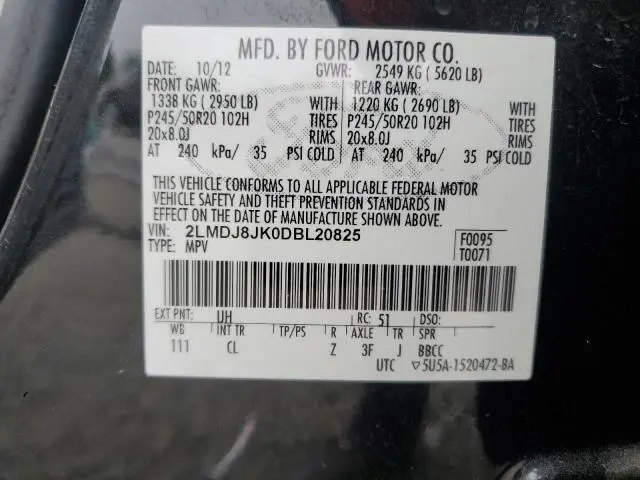 MFD. BY FORD MOTOR CO.
DATE: 10/12 GVWR: 2549 KG ( 5620 LB)
FRONT GAWR: REAR GAWR:
1338 KG ( 2950 LB) WITH 1220 KG ( 2690 LB) WITH
P245/50R20 102H TIRES P245/50R20 102H TIRES
20x8.0J RIMS 20x8.0J RIMS
AT 240 kPa/ 35 PSI COLD AT 240 kPa/ 35 PSI COLD
THIS VEHICLE CONFORMS TO ALL APPLICABLE FEDERAL MOTOR
VEHICLE SAFETY AND THEFT PREVENTION STANDARDS IN
EFFECT ON THE DATE OF MANUFACTURE SHOWN ABOVE.
VIN: 2LMDJ8JK0DBL20825 F0095
TYPE: MPV T0071
EXT PNT: UH RC: 51 DSO:
WB INT TR TP/PS R AXLE TR SPR
111 CL Z 3F J BBCC
UTC ▽5U5A-1520472-BA